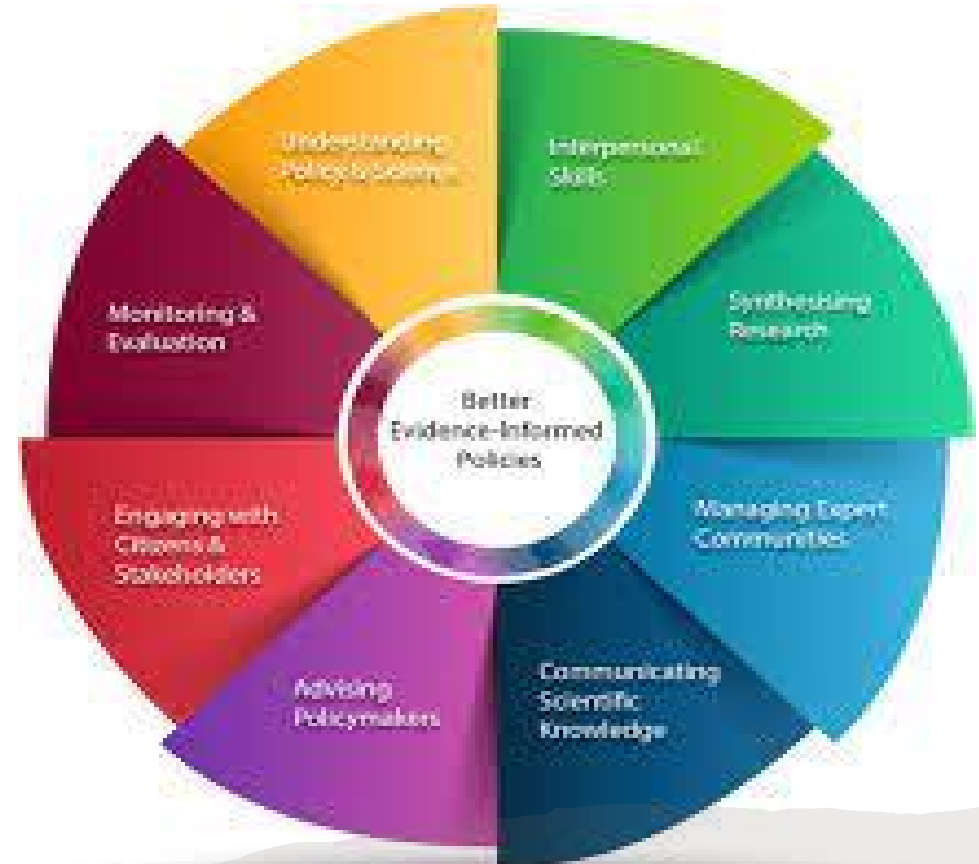 Understanding
Policy & Science
Interpersonal
Skills
Synthesising
Research
Managing Expert
Communities
Communicating
Scientific
Knowledge
Advising
Policymakers
Engaging with
Citizens &
Stakeholders
Monitoring &
Evaluation
Better
Evidence-Informed
Policies